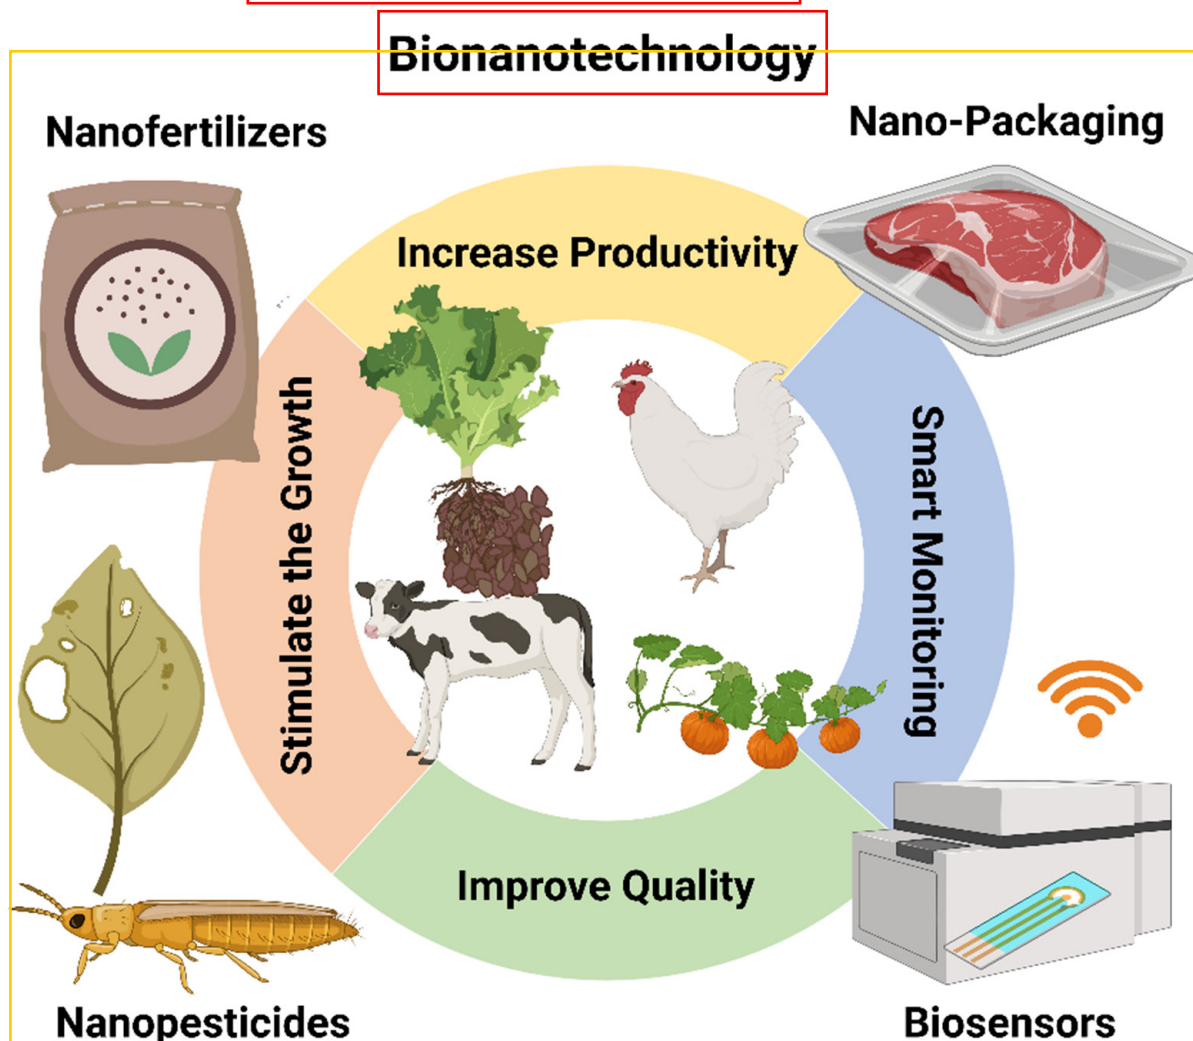 Bionanotechnology
Nanofertilizers
Nano-Packaging
Increase Productivity
Stimulate the Growth
Smart Monitoring
Improve Quality
Nanopesticides
Biosensors